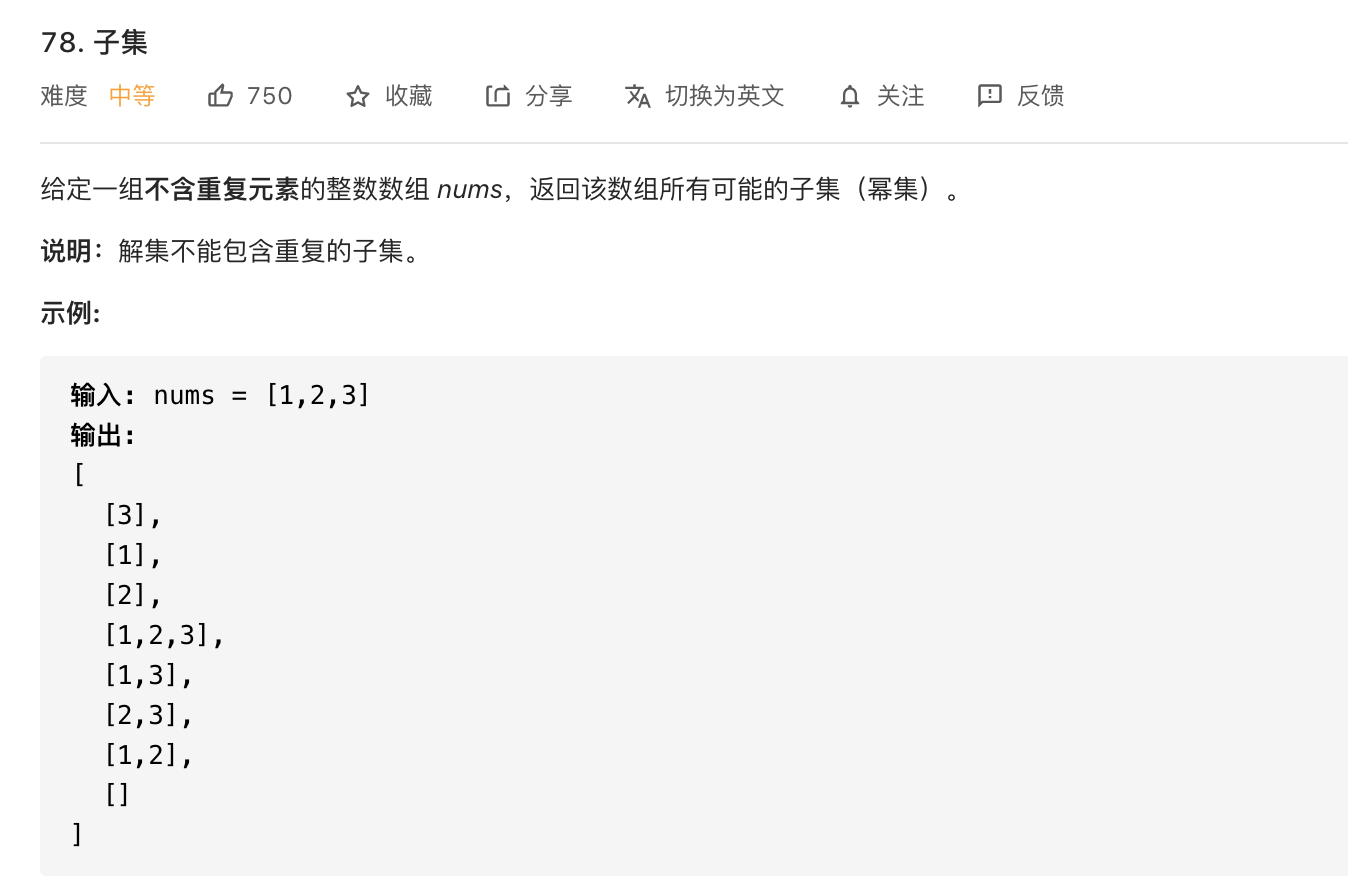 78. 子集
难度 中等 750 收藏 分享 切换为英文 关注 反馈
给定一组不含重复元素的整数数组 nums，返回该数组所有可能的子集（幂集）。
说明：解集不能包含重复的子集。
示例:
输入: nums = [1,2,3]
输出:
[
  [3],
  [1],
  [2],
  [1,2,3],
  [1,3],
  [2,3],
  [1,2],
  []
]